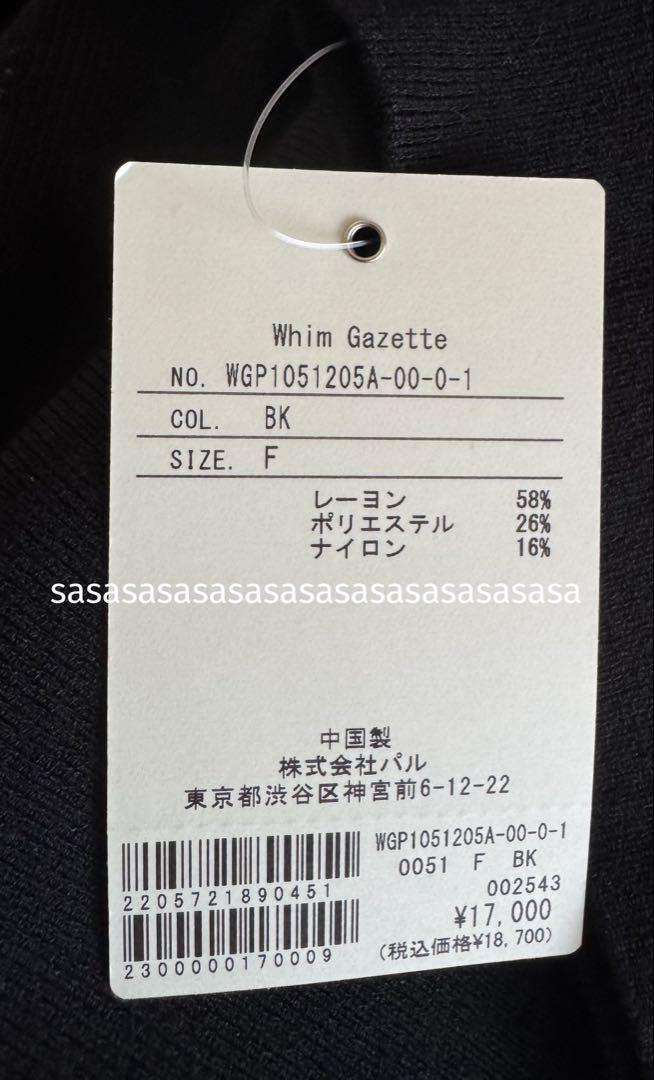 Whim Gazette
NO. WGP1051205A-00-0-1
COL. BK
SIZE. F
レーヨン 58%
ポリエステル 26%
ナイロン 16%
sasasasasasasasasasasasasasasasa
中国製
株式会社パル
東京都渋谷区神宮前6-12-22
WGP1051205A-00-0-1
0051 F BK
2205721890451
002543
¥17,000
(税込価格¥18,700)
2300000170009